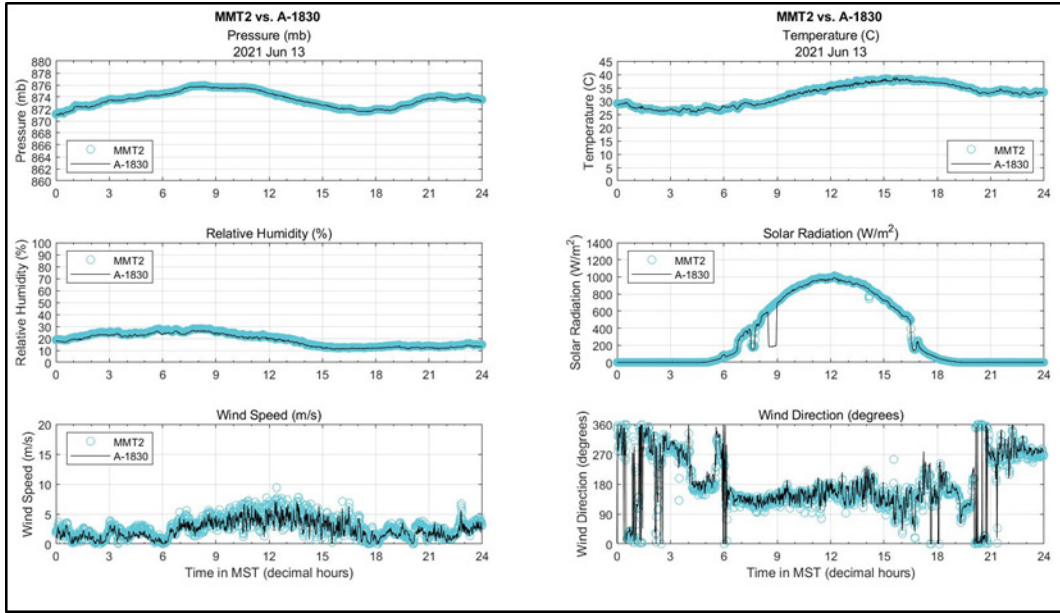 MMT2 vs. A-1830
Pressure (mb)
2021 Jun 13
Pressure (mb)
880
878
876
874
872
870
868
866
864
862
860
MMT2
A-1830
0 3 6 9 12 15 18 21 24
MMT2 vs. A-1830
Temperature (C)
2021 Jun 13
Temperature (C)
45
40
35
30
25
20
15
10
5
0
MMT2
A-1830
0 3 6 9 12 15 18 21 24
Relative Humidity (%)
Relative Humidity (%)
100
90
80
70
60
50
40
30
20
10
0
MMT2
A-1830
0 3 6 9 12 15 18 21 24
Solar Radiation (W/m²)
Solar Radiation (W/m²)
1400
1200
1000
800
600
400
200
0
MMT2
A-1830
0 3 6 9 12 15 18 21 24
Wind Speed (m/s)
Wind Speed (m/s)
20
15
10
5
0
MMT2
A-1830
0 3 6 9 12 15 18 21 24
Time in MST (decimal hours)
Wind Direction (degrees)
Wind Direction (degrees)
360
270
180
90
0
MMT2
A-1830
0 3 6 9 12 15 18 21 24
Time in MST (decimal hours)